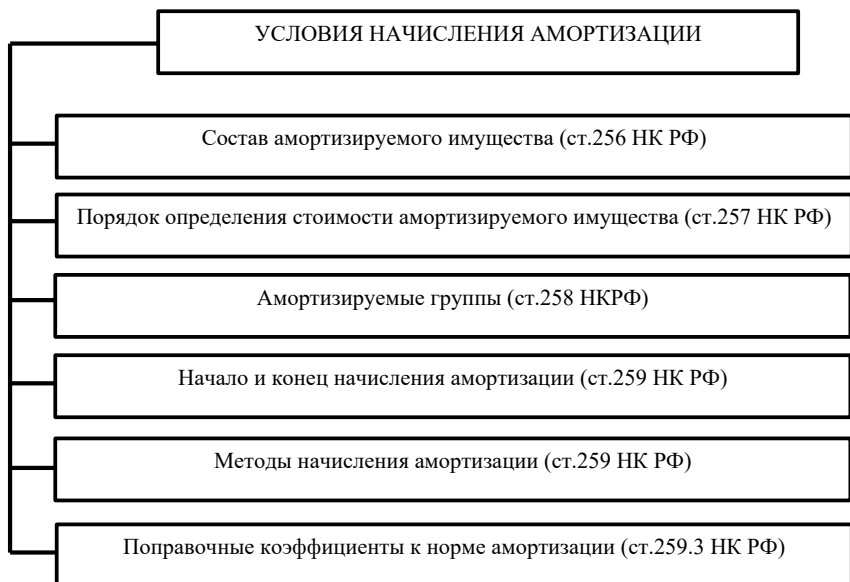 УСЛОВИЯ НАЧИСЛЕНИЯ АМОРТИЗАЦИИ
Состав амортизируемого имущества (ст.256 НК РФ)
Порядок определения стоимости амортизируемого имущества (ст.257 НК РФ)
Амортизируемые группы (ст.258 НКРФ)
Начало и конец начисления амортизации (ст.259 НК РФ)
Методы начисления амортизации (ст.259 НК РФ)
Поправочные коэффициенты к норме амортизации (ст.259.3 НК РФ)